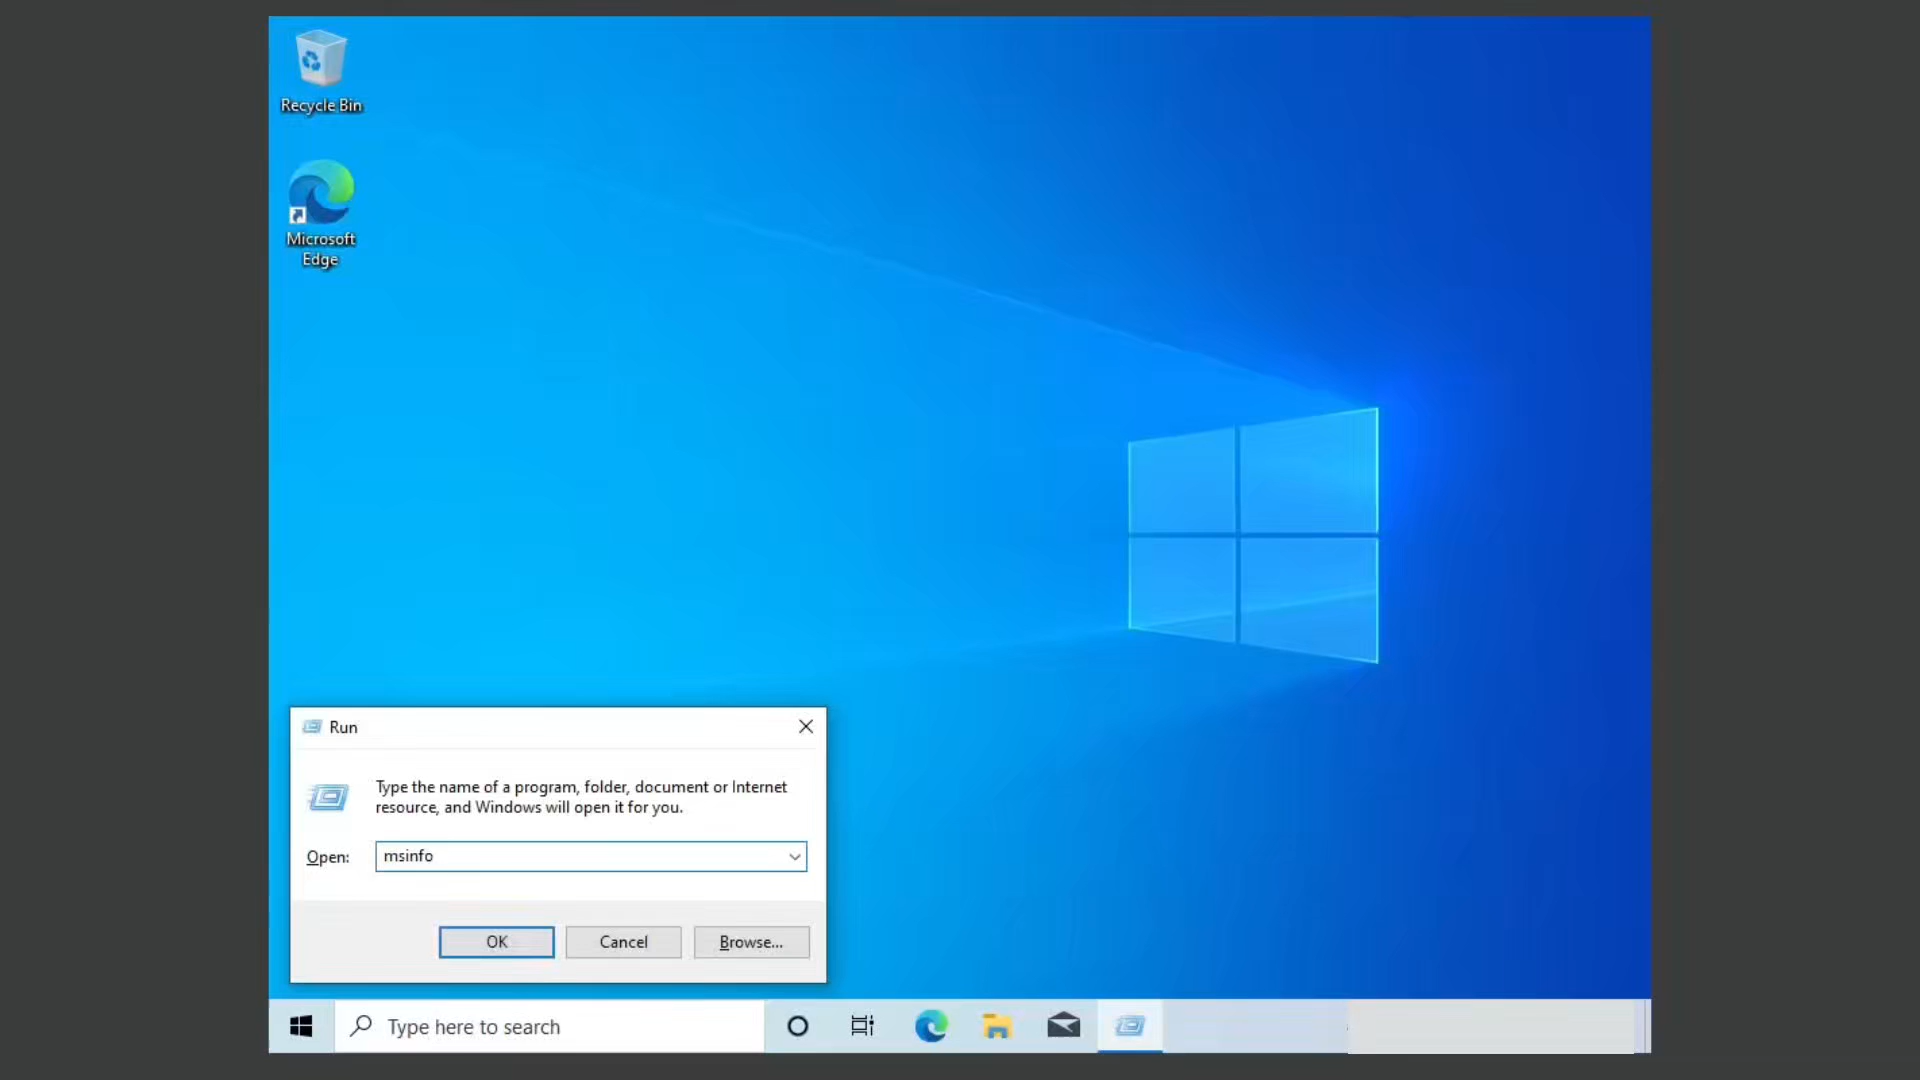 Recycle Bin
Microsoft
Edge
Run
Type the name of a program, folder, document or Internet
resource, and Windows will open it for you.
Open:
msinfo
OK
Cancel
Browse...
Type here to search